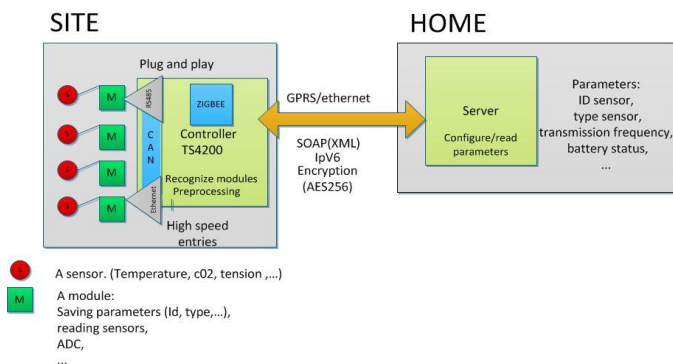 SITE
HOME
Plug and play
S
M
RS485
ZIGBEE
Controller
TS4200
S
M
C
A
N
S
M
Recognize modules
Preprocessing
S
M
Ethernet
High speed
entries
GPRS/ethernet
SOAP(XML)
IpV6
Encryption
(AES256)
Server
Configure/read
parameters
Parameters:
ID sensor,
type sensor,
transmission frequency,
battery status,
...
S
A sensor. (Temperature, c02, tension ,...)
M
A module:
Saving parameters (Id, type,...),
reading sensors,
ADC,
...